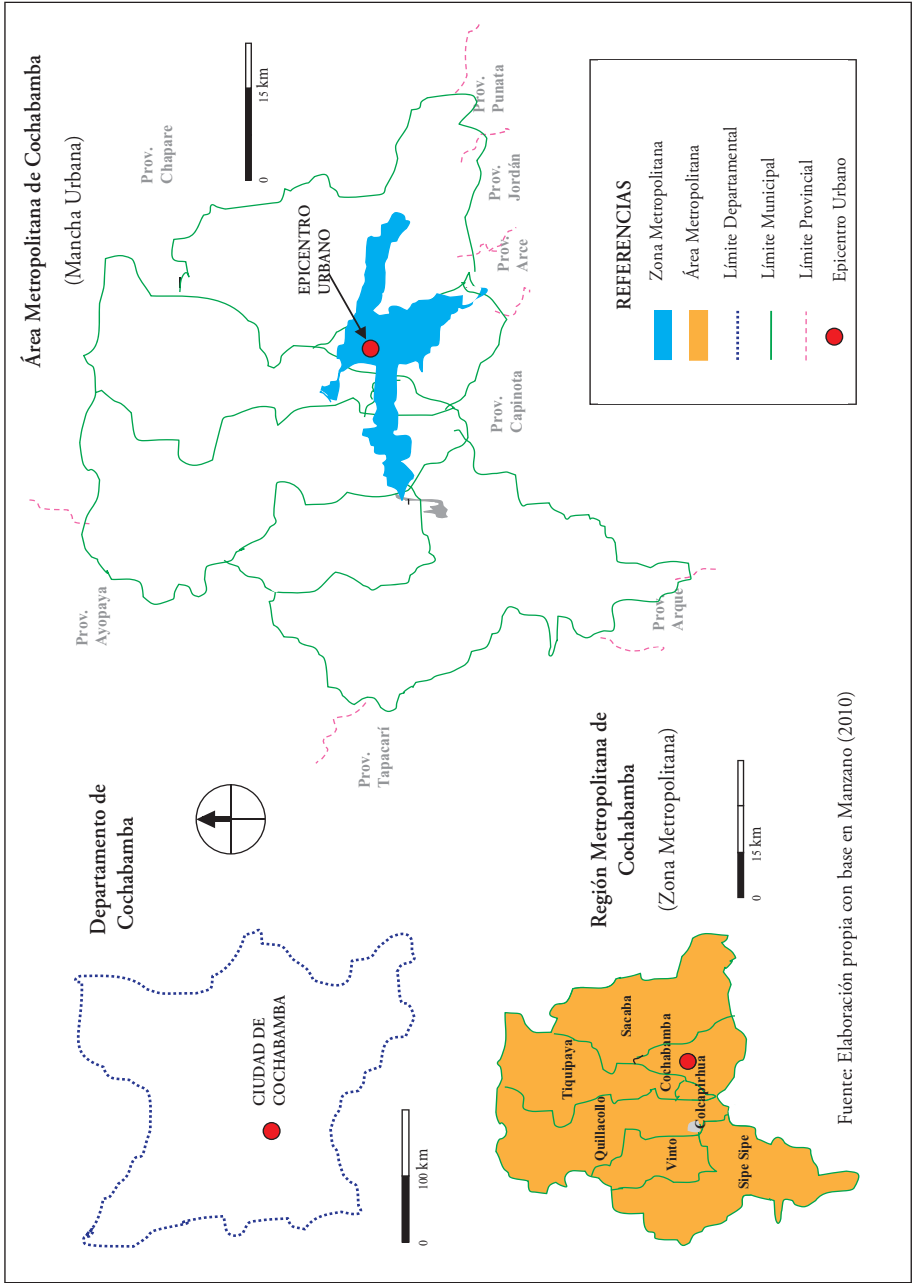 Departamento de
Cochabamba
CIUDAD DE
COCHABAMBA
0
100 km
Área Metropolitana de Cochabamba
(Mancha Urbana)
Prov.
Chapare
0
15 km
Prov.
Ayopaya
EPICENTRO
URBANO
Prov.
Tapacarí
Prov.
Capinota
Prov.
Arce
Prov.
Jordán
Prov.
Punata
Prov.
Arque
Región Metropolitana de
Cochabamba
(Zona Metropolitana)
0
15 km
Tiquipaya
Sacaba
Quillacollo
Cochabamba
Vinto
Colcapirhua
Sipe Sipe
REFERENCIAS
Zona Metropolitana
Área Metropolitana
Límite Departamental
Límite Municipal
Límite Provincial
Epicentro Urbano
Fuente: Elaboración propia con base en Manzano (2010)